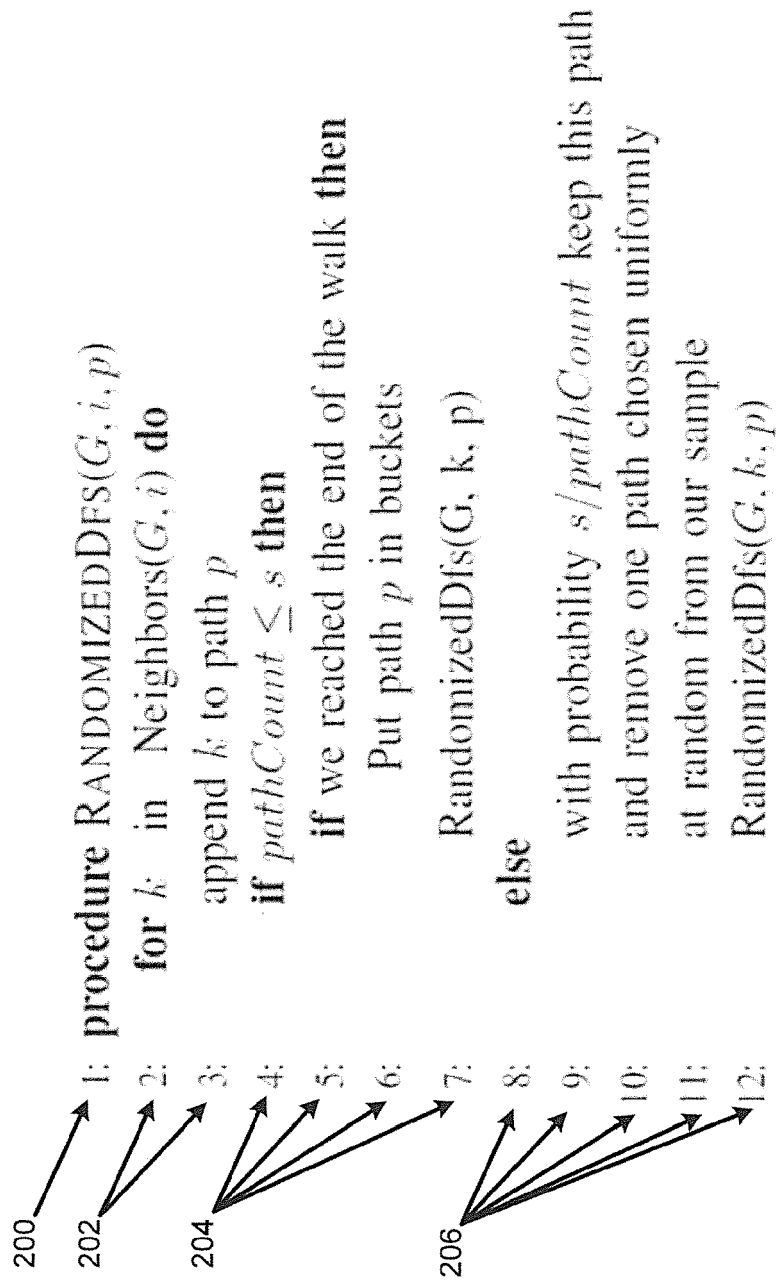 200
202
204
206
1: procedure RANDOMIZEDDFS(G, i, p)
2: for k in Neighbors(G, i) do
3: append k to path p
4: if pathCount ≤ s then
5: if we reached the end of the walk then
6: Put path p in buckets
7: RandomizedDfs(G, k, p)
8: else
9: with probability s/pathCount keep this path
10: and remove one path chosen uniformly
11: at random from our sample
12: RandomizedDfs(G, k, p)